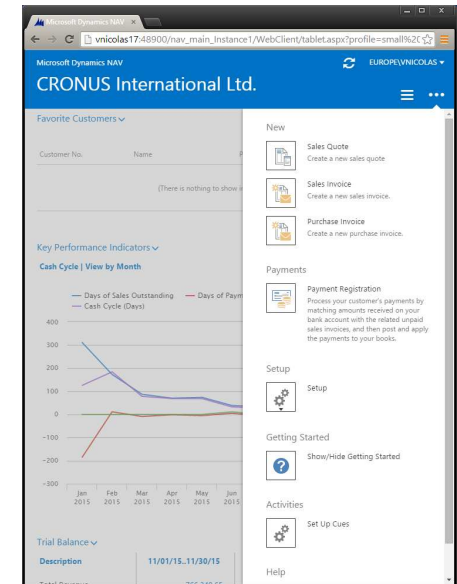 Microsoft Dynamics NAV
vnicolas17:48900/nav_main_Instance1/WebClient/tablet.aspx?profile=small%20
Microsoft Dynamics NAV
EUROPE\VNICOLAS
CRONUS International Ltd.
Favorite Customers
Customer No.
Name
(There is nothing to show
Key Performance Indicators
Cash Cycle | View by Month
Days of Sales Outstanding
Days of Paym
Cash Cycle (Days)
400
300
200
100
0
-100
-200
-300
Jan Feb Mar Apr May Jun
2015 2015 2015 2015 2015 2015
Trial Balance
Description
11/01/15..11/30/15
Total Revenue
New
Sales Quote
Create a new sales quote
Sales Invoice
Create a new sales invoice.
Purchase Invoice
Create a new purchase invoice.
Payments
Payment Registration
Process your customer's payments by
matching amounts received on your
bank account with the related unpaid
sales invoices, and then post and apply
the payments to your books.
Setup
Setup
Getting Started
Show/Hide Getting Started
Activities
Set Up Cues
Help